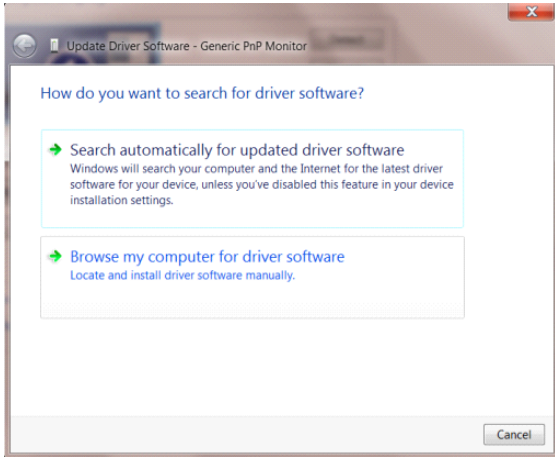 Update Driver Software - Generic PnP Monitor
How do you want to search for driver software?
Search automatically for updated driver software
Windows will search your computer and the Internet for the latest driver
software for your device, unless you've disabled this feature in your device
installation settings.
Browse my computer for driver software
Locate and install driver software manually.
Cancel